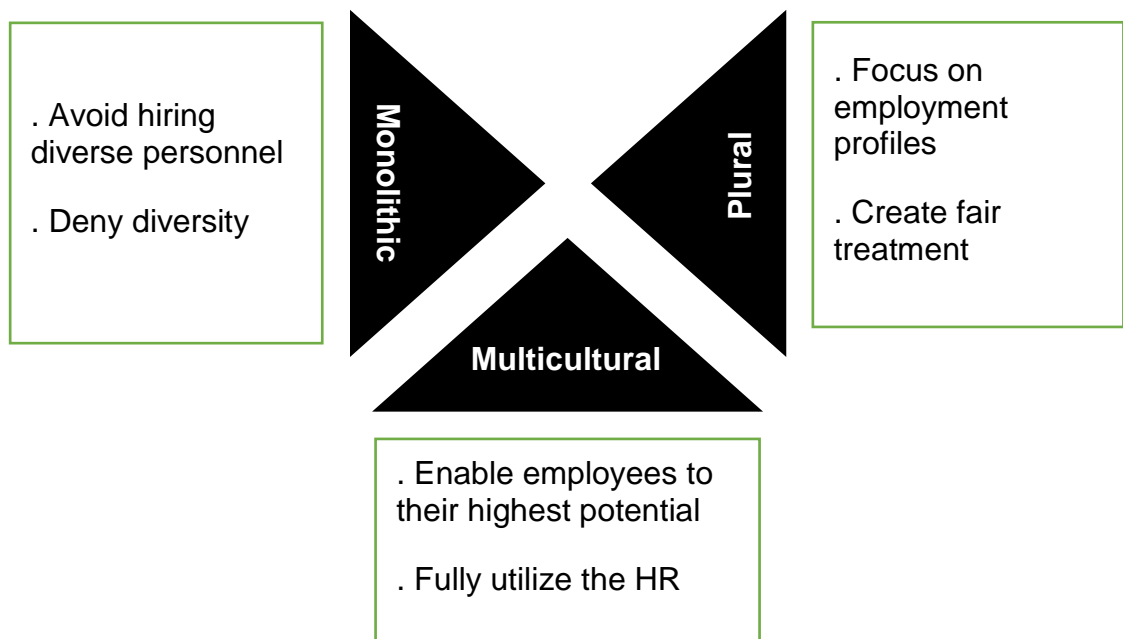 . Avoid hiring
diverse personnel
. Deny diversity
Monolithic
Plural
. Focus on
employment
profiles
. Create fair
treatment
Multicultural
. Enable employees to
their highest potential
. Fully utilize the HR